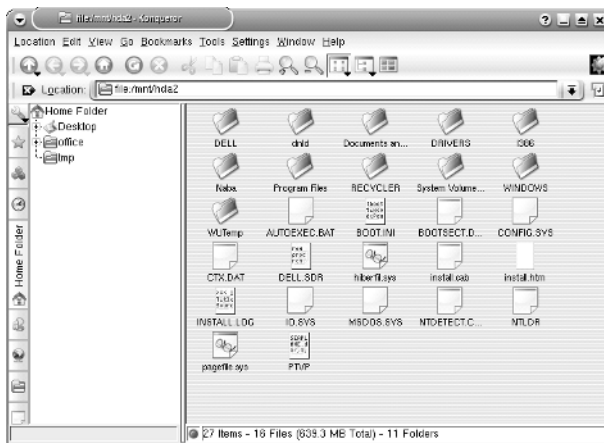 file:/mnt/hda2 - Konqueror
Location Edit View Go Bookmarks Tools Settings Window Help
Location: file:/mnt/hda2
Home Folder
Desktop
office
tmp
Home Folder
DELL dnld Documents an... DRIVERS I386
Naba Program Files RECYCLER System Volume... WINDOWS
WUTemp AUTOEXEC.BAT BOOT.INI BOOTSECT.D... CONFIG.SYS
CTX.DAT DELL.SDR hiberfil.sys install.cab install.htm
INSTALL.LOG IO.SYS MSDOS.SYS NTDETECT.C... NTLDR
pagefile.sys
27 Items - 16 Files (639.3 MB Total) - 11 Folders